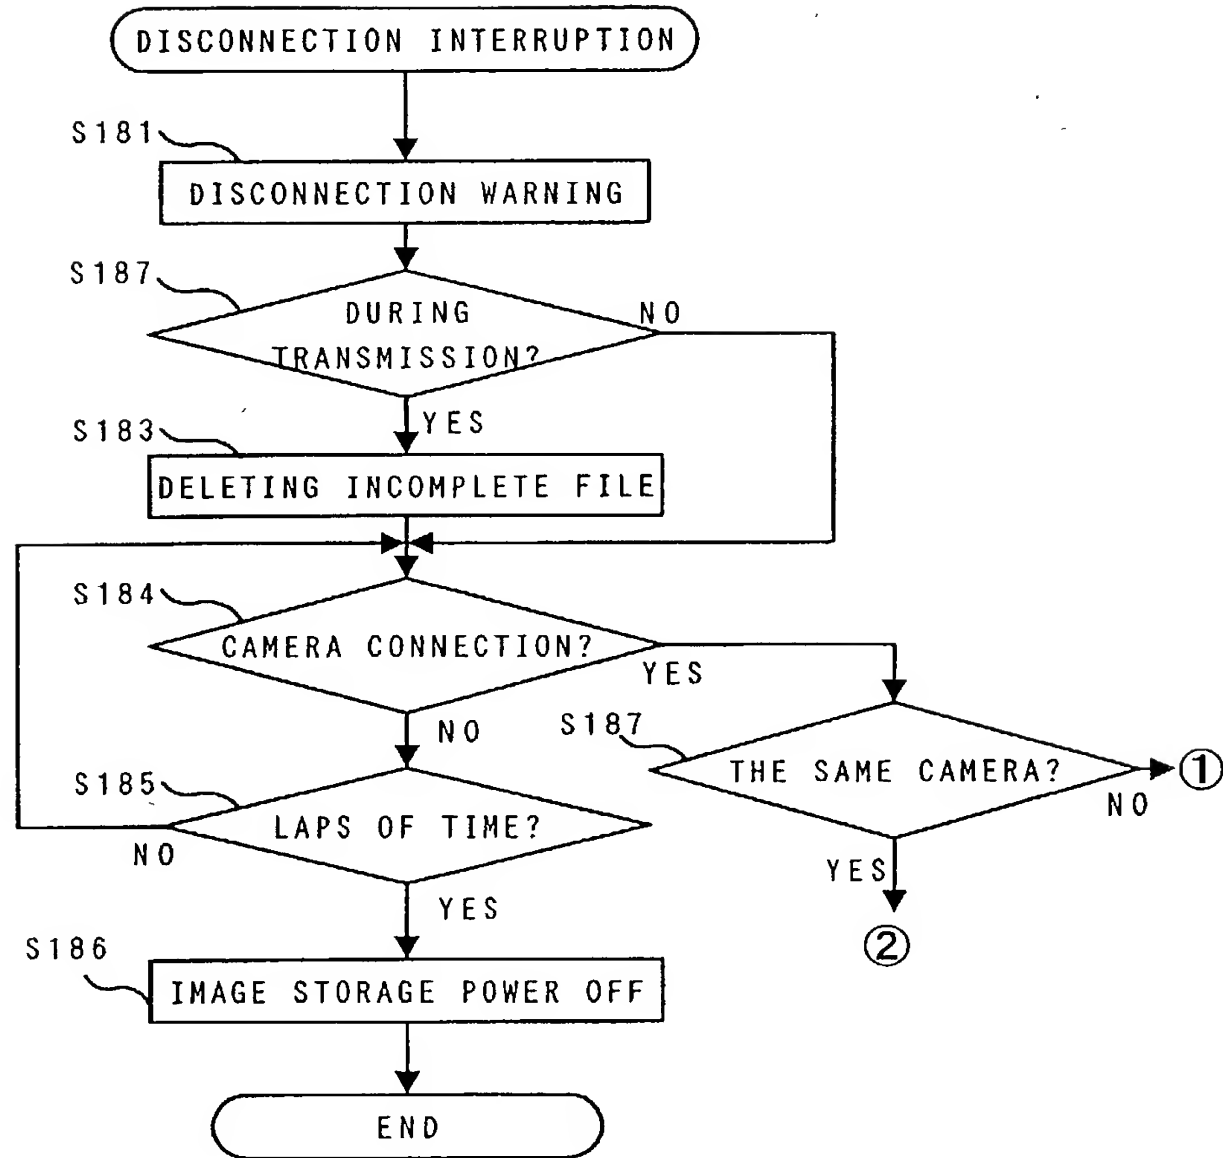 DISCONNECTION INTERRUPTION
S181
DISCONNECTION WARNING
S187
DURING
TRANSMISSION?
NO
YES
S183
DELETING INCOMPLETE FILE
S184
CAMERA CONNECTION?
YES
NO
S187
THE SAME CAMERA?
①
NO
YES
②
S185
LAPS OF TIME?
NO
YES
S186
IMAGE STORAGE POWER OFF
END